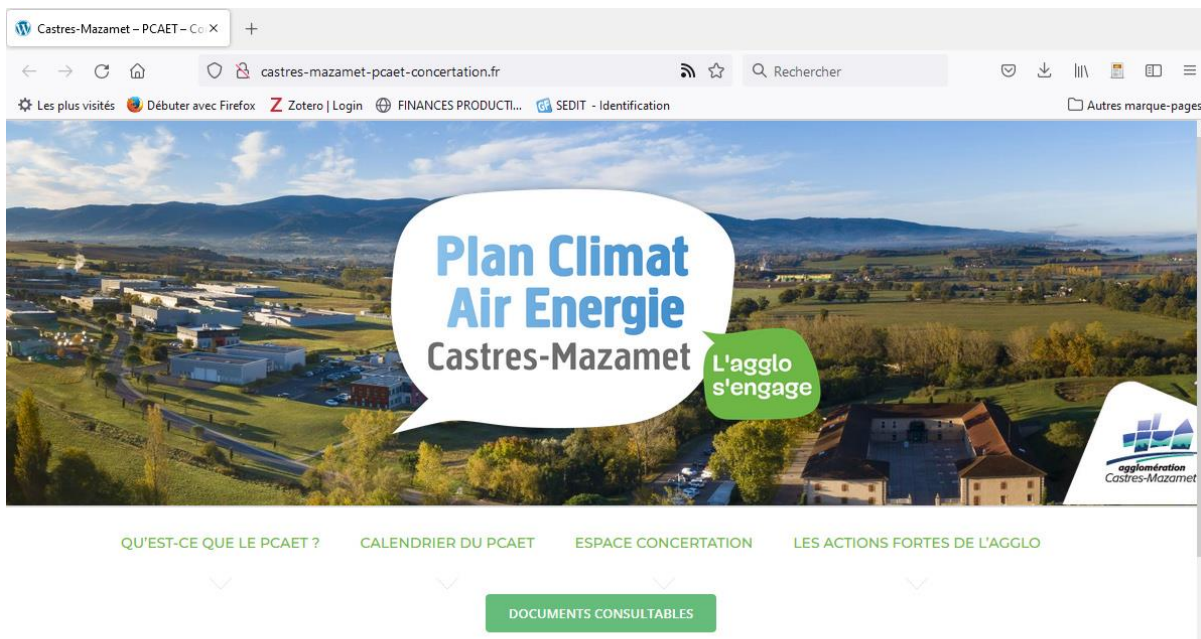 Castres-Mazamet – PCAET – Co
castres-mazamet-pcaet-concertation.fr
Rechercher
Les plus visités
Débuter avec Firefox
Zotero | Login
FINANCES PRODUCTI...
SEDIT - Identification
Autres marque-pages
Plan Climat
Air Energie
Castres-Mazamet
L'agglo
s'engage
agglomération
Castres-Mazamet
QU'EST-CE QUE LE PCAET ?
CALENDRIER DU PCAET
ESPACE CONCERTATION
LES ACTIONS FORTES DE L'AGGLO
DOCUMENTS CONSULTABLES